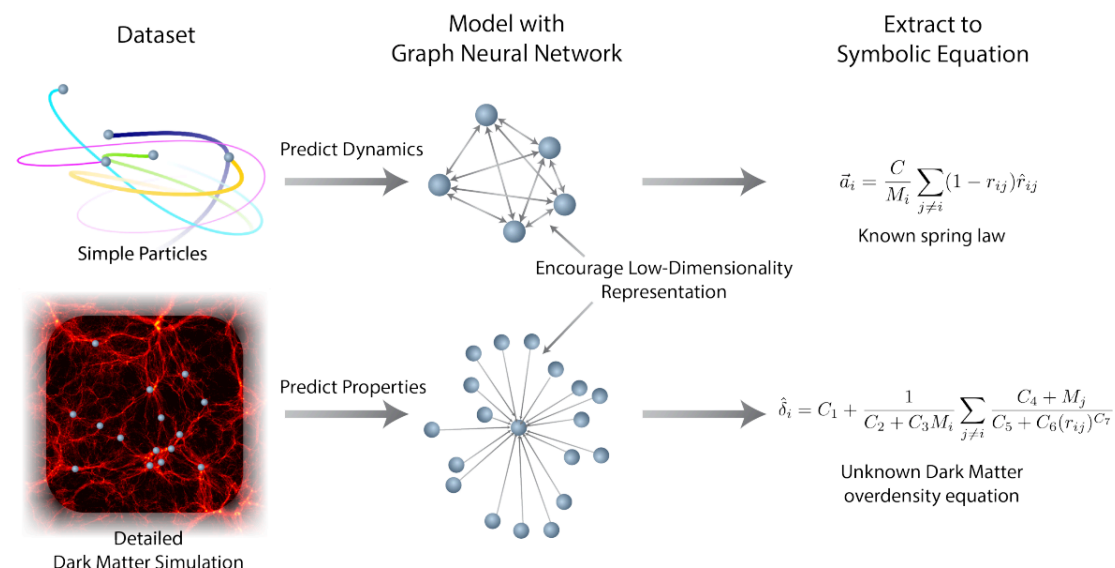 Dataset
Model with
Graph Neural Network
Extract to
Symbolic Equation
Predict Dynamics
Simple Particles
$\vec{a}_i = \frac{C}{M_i} \sum_{j \neq i} (1 - r_{ij}) \hat{r}_{ij}$
Known spring law
Encourage Low-Dimensionality
Representation
Predict Properties
$\hat{\delta}_i = C_1 + \frac{1}{C_2 + C_3 M_i} \sum_{j \neq i} \frac{C_4 + M_j}{C_5 + C_6 (r_{ij})^{C_7}}$
Unknown Dark Matter
overdensity equation
Detailed
Dark Matter Simulation